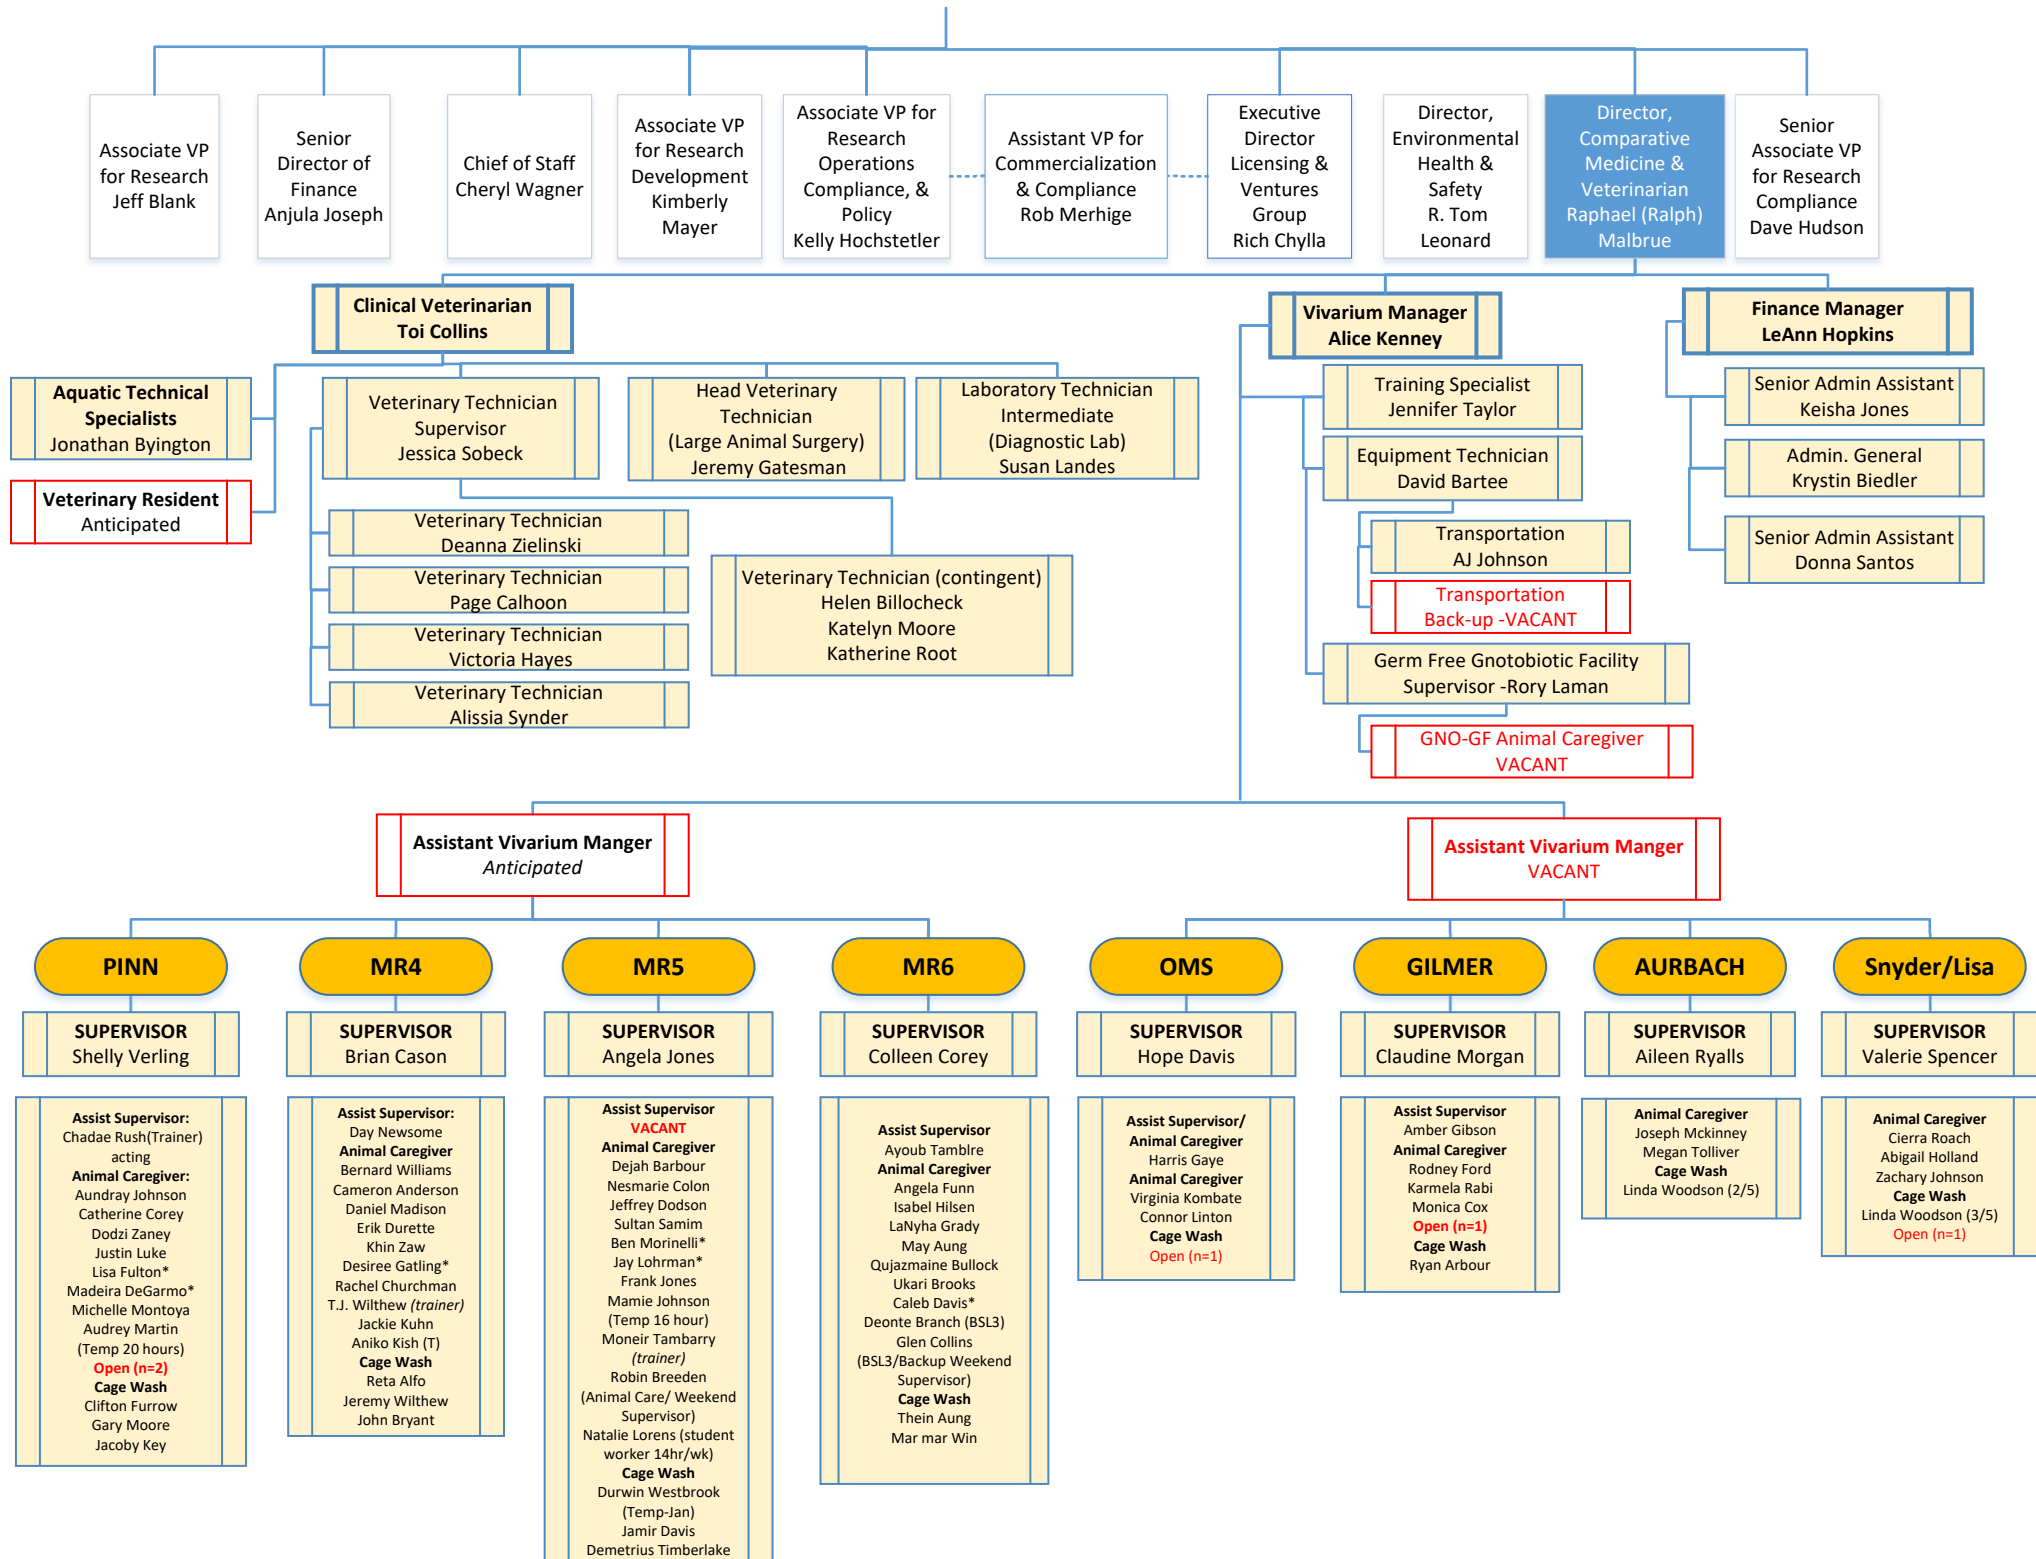 Associate VP
for Research
Jeff Blank
Senior
Director of
Finance
Anjula Joseph
Chief of Staff
Cheryl Wagner
Associate VP
for Research
Development
Kimberly
Mayer
Associate VP for
Research
Operations
Compliance, &
Policy
Kelly Hochstetler
Assistant VP for
Commercialization
& Compliance
Rob Merhige
Executive
Director
Licensing &
Ventures
Group
Rich Chylla
Director,
Environmental
Health &
Safety
R. Tom
Leonard
Director,
Comparative
Medicine &
Veterinarian
Raphael (Ralph)
Malbrue
Senior
Associate VP
for Research
Compliance
Dave Hudson
Clinical Veterinarian
Toi Collins
Vivarium Manager
Alice Kenney
Finance Manager
LeAnn Hopkins
Aquatic Technical
Specialists
Jonathan Byington
Veterinary Resident
Anticipated
Veterinary Technician
Supervisor
Jessica Sobeck
Head Veterinary
Technician
(Large Animal Surgery)
Jeremy Gatesman
Laboratory Technician
Intermediate
(Diagnostic Lab)
Susan Landes
Veterinary Technician
Deanna Zielinski
Veterinary Technician
Page Calhoon
Veterinary Technician
Victoria Hayes
Veterinary Technician
Alissia Synder
Veterinary Technician (contingent)
Helen Billocheck
Katelyn Moore
Katherine Root
Training Specialist
Jennifer Taylor
Equipment Technician
David Bartee
Transportation
AJ Johnson
Transportation
Back-up -VACANT
Germ Free Gnotobiotic Facility
Supervisor -Rory Laman
GNO-GF Animal Caregiver
VACANT
Senior Admin Assistant
Keisha Jones
Admin. General
Krystin Biedler
Senior Admin Assistant
Donna Santos
Assistant Vivarium Manger
Anticipated
Assistant Vivarium Manger
VACANT
PINN
SUPERVISOR
Shelly Verling
Assist Supervisor:
Chadae Rush(Trainer)
acting
Animal Caregiver:
Aundray Johnson
Catherine Corey
Dodzi Zaney
Justin Luke
Lisa Fulton*
Madeira DeGarmo*
Michelle Montoya
Audrey Martin
(Temp 20 hours)
Open (n=2)
Cage Wash
Clifton Furrow
Gary Moore
Jacoby Key
MR4
SUPERVISOR
Brian Cason
Assist Supervisor:
Day Newsome
Animal Caregiver
Bernard Williams
Cameron Anderson
Daniel Madison
Erik Durette
Khin Zaw
Desiree Gatling*
Rachel Churchman
T.J. Wilthew (trainer)
Jackie Kuhn
Aniko Kish (T)
Cage Wash
Reta Alfo
Jeremy Wilthew
John Bryant
MR5
SUPERVISOR
Angela Jones
Assist Supervisor
VACANT
Animal Caregiver
Dejah Barbour
Nesmarie Colon
Jeffrey Dodson
Sultan Samim
Ben Morinelli*
Jay Lohrman*
Frank Jones
Mamie Johnson
(Temp 16 hour)
Moneir Tambarry
(trainer)
Robin Breeden
(Animal Care/ Weekend
Supervisor)
Natalie Lorens (student
worker 14hr/wk)
Cage Wash
Durwin Westbrook
(Temp-Jan)
Jamir Davis
Demetrius Timberlake
MR6
SUPERVISOR
Colleen Corey
Assist Supervisor
Ayoub Tamblre
Animal Caregiver
Angela Funn
Isabel Hilsen
LaNyha Grady
May Aung
Qujazmaine Bullock
Ukari Brooks
Caleb Davis*
Deonte Branch (BSL3)
Glen Collins
(BSL3/Backup Weekend
Supervisor)
Cage Wash
Thein Aung
Mar mar Win
OMS
SUPERVISOR
Hope Davis
Assist Supervisor/
Animal Caregiver
Harris Gaye
Animal Caregiver
Virginia Kombate
Connor Linton
Cage Wash
Open (n=1)
GILMER
SUPERVISOR
Claudine Morgan
Assist Supervisor
Amber Gibson
Animal Caregiver
Rodney Ford
Karmela Rabi
Monica Cox
Open (n=1)
Cage Wash
Ryan Arbour
AURBACH
SUPERVISOR
Aileen Ryalls
Animal Caregiver
Joseph Mckinney
Megan Tolliver
Cage Wash
Linda Woodson (2/5)
Snyder/Lisa
SUPERVISOR
Valerie Spencer
Animal Caregiver
Cierra Roach
Abigail Holland
Zachary Johnson
Cage Wash
Linda Woodson (3/5)
Open (n=1)